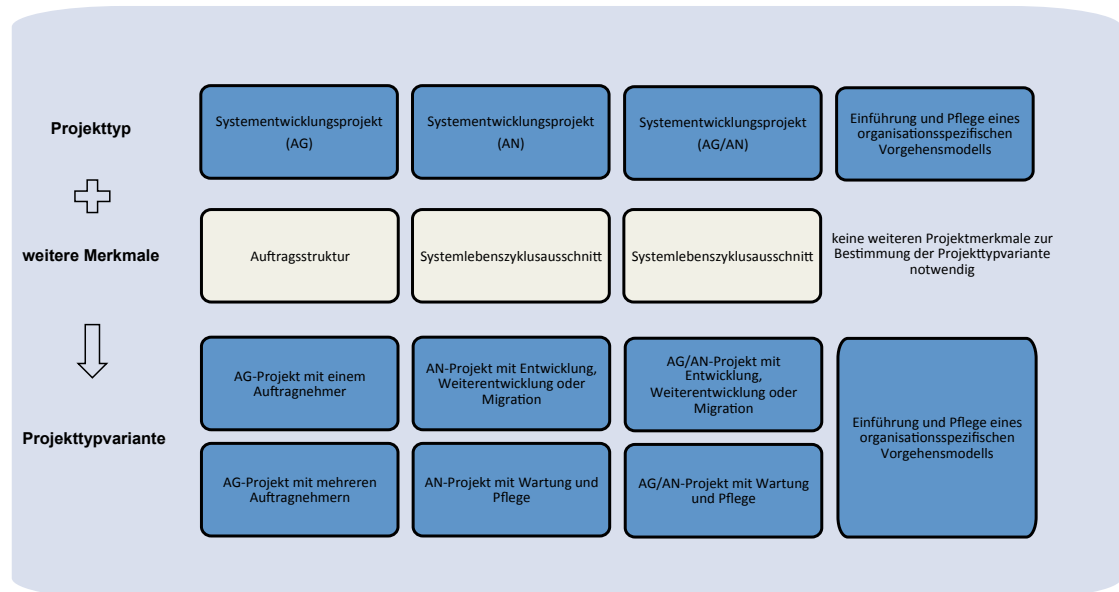 Projekttyp
Systementwicklungsprojekt
(AG)
Systementwicklungsprojekt
(AN)
Systementwicklungsprojekt
(AG/AN)
Einführung und Pflege eines
organisationsspezifischen
Vorgehensmodells
weitere Merkmale
Auftragsstruktur
Systemlebenszyklusausschnitt
Systemlebenszyklusausschnitt
keine weiteren Projektmerkmale zur
Bestimmung der Projekttypvariante
notwendig
Projekttypvariante
AG-Projekt mit einem
Auftragnehmer
AN-Projekt mit Entwicklung,
Weiterentwicklung oder
Migration
AG/AN-Projekt mit
Entwicklung,
Weiterentwicklung oder
Migration
Einführung und Pflege eines
organisationsspezifischen
Vorgehensmodells
AG-Projekt mit mehreren
Auftragnehmern
AN-Projekt mit Wartung und
Pflege
AG/AN-Projekt mit Wartung
und Pflege